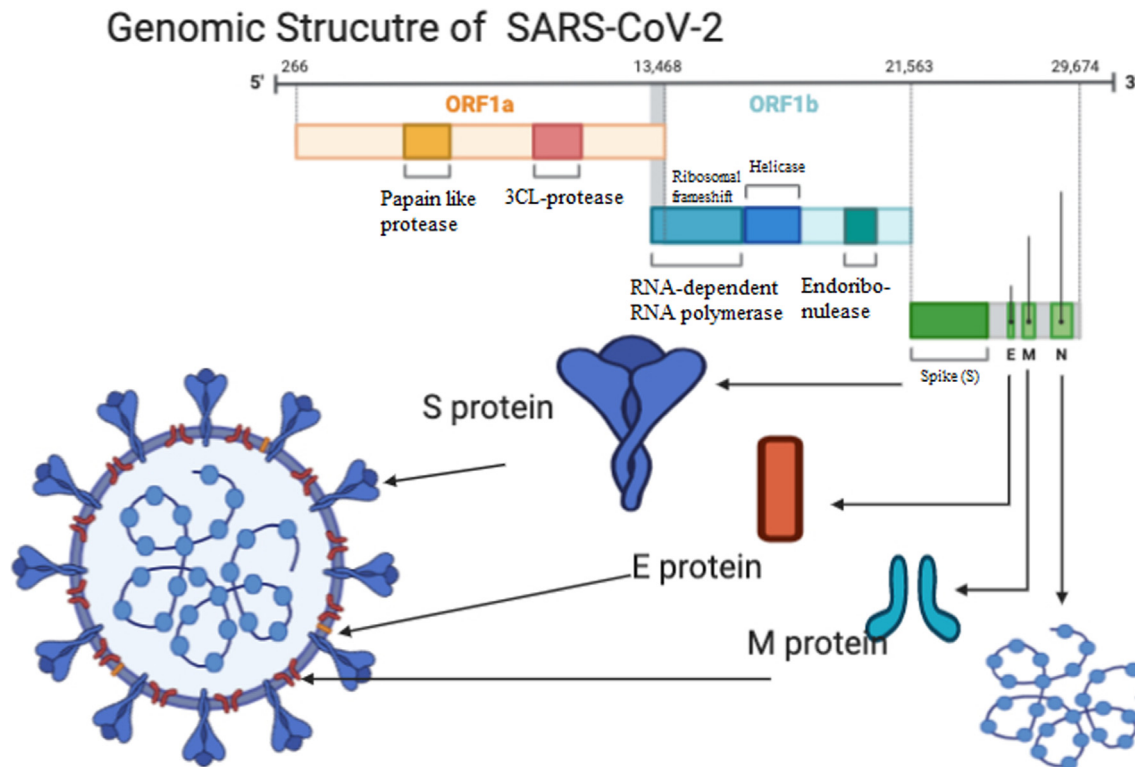 Genomic Strucutre of SARS-CoV-2
266 13,468 21,563 29,674
5' 3
ORF1a ORF1b
Papain like
protease
3CL-protease
Ribosomal
frameshift
Helicase
RNA-dependent
RNA polymerase
Endoribo-
nulease
E M N
Spike (S)
S protein
E protein
M protein